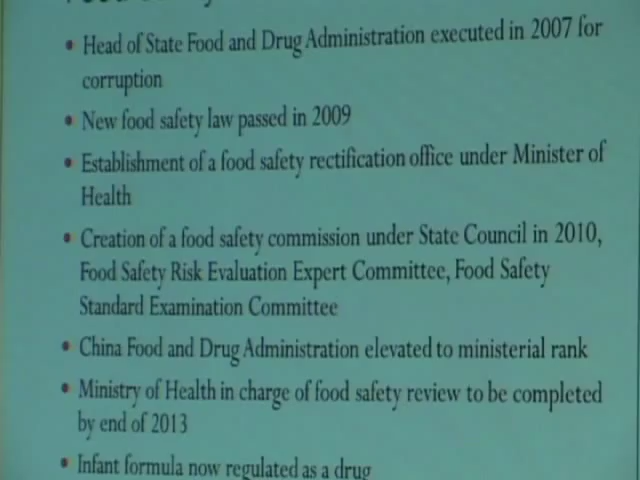 • Head of State Food and Drug Administration executed in 2007 for
corruption
• New food safety law passed in 2009
• Establishment of a food safety rectification office under Minister of
Health
• Creation of a food safety commission under State Council in 2010,
Food Safety Risk Evaluation Expert Committee, Food Safety
Standard Examination Committee
• China Food and Drug Administration elevated to ministerial rank
• Ministry of Health in charge of food safety review to be completed
by end of 2013
• Infant formula now regulated as a drug